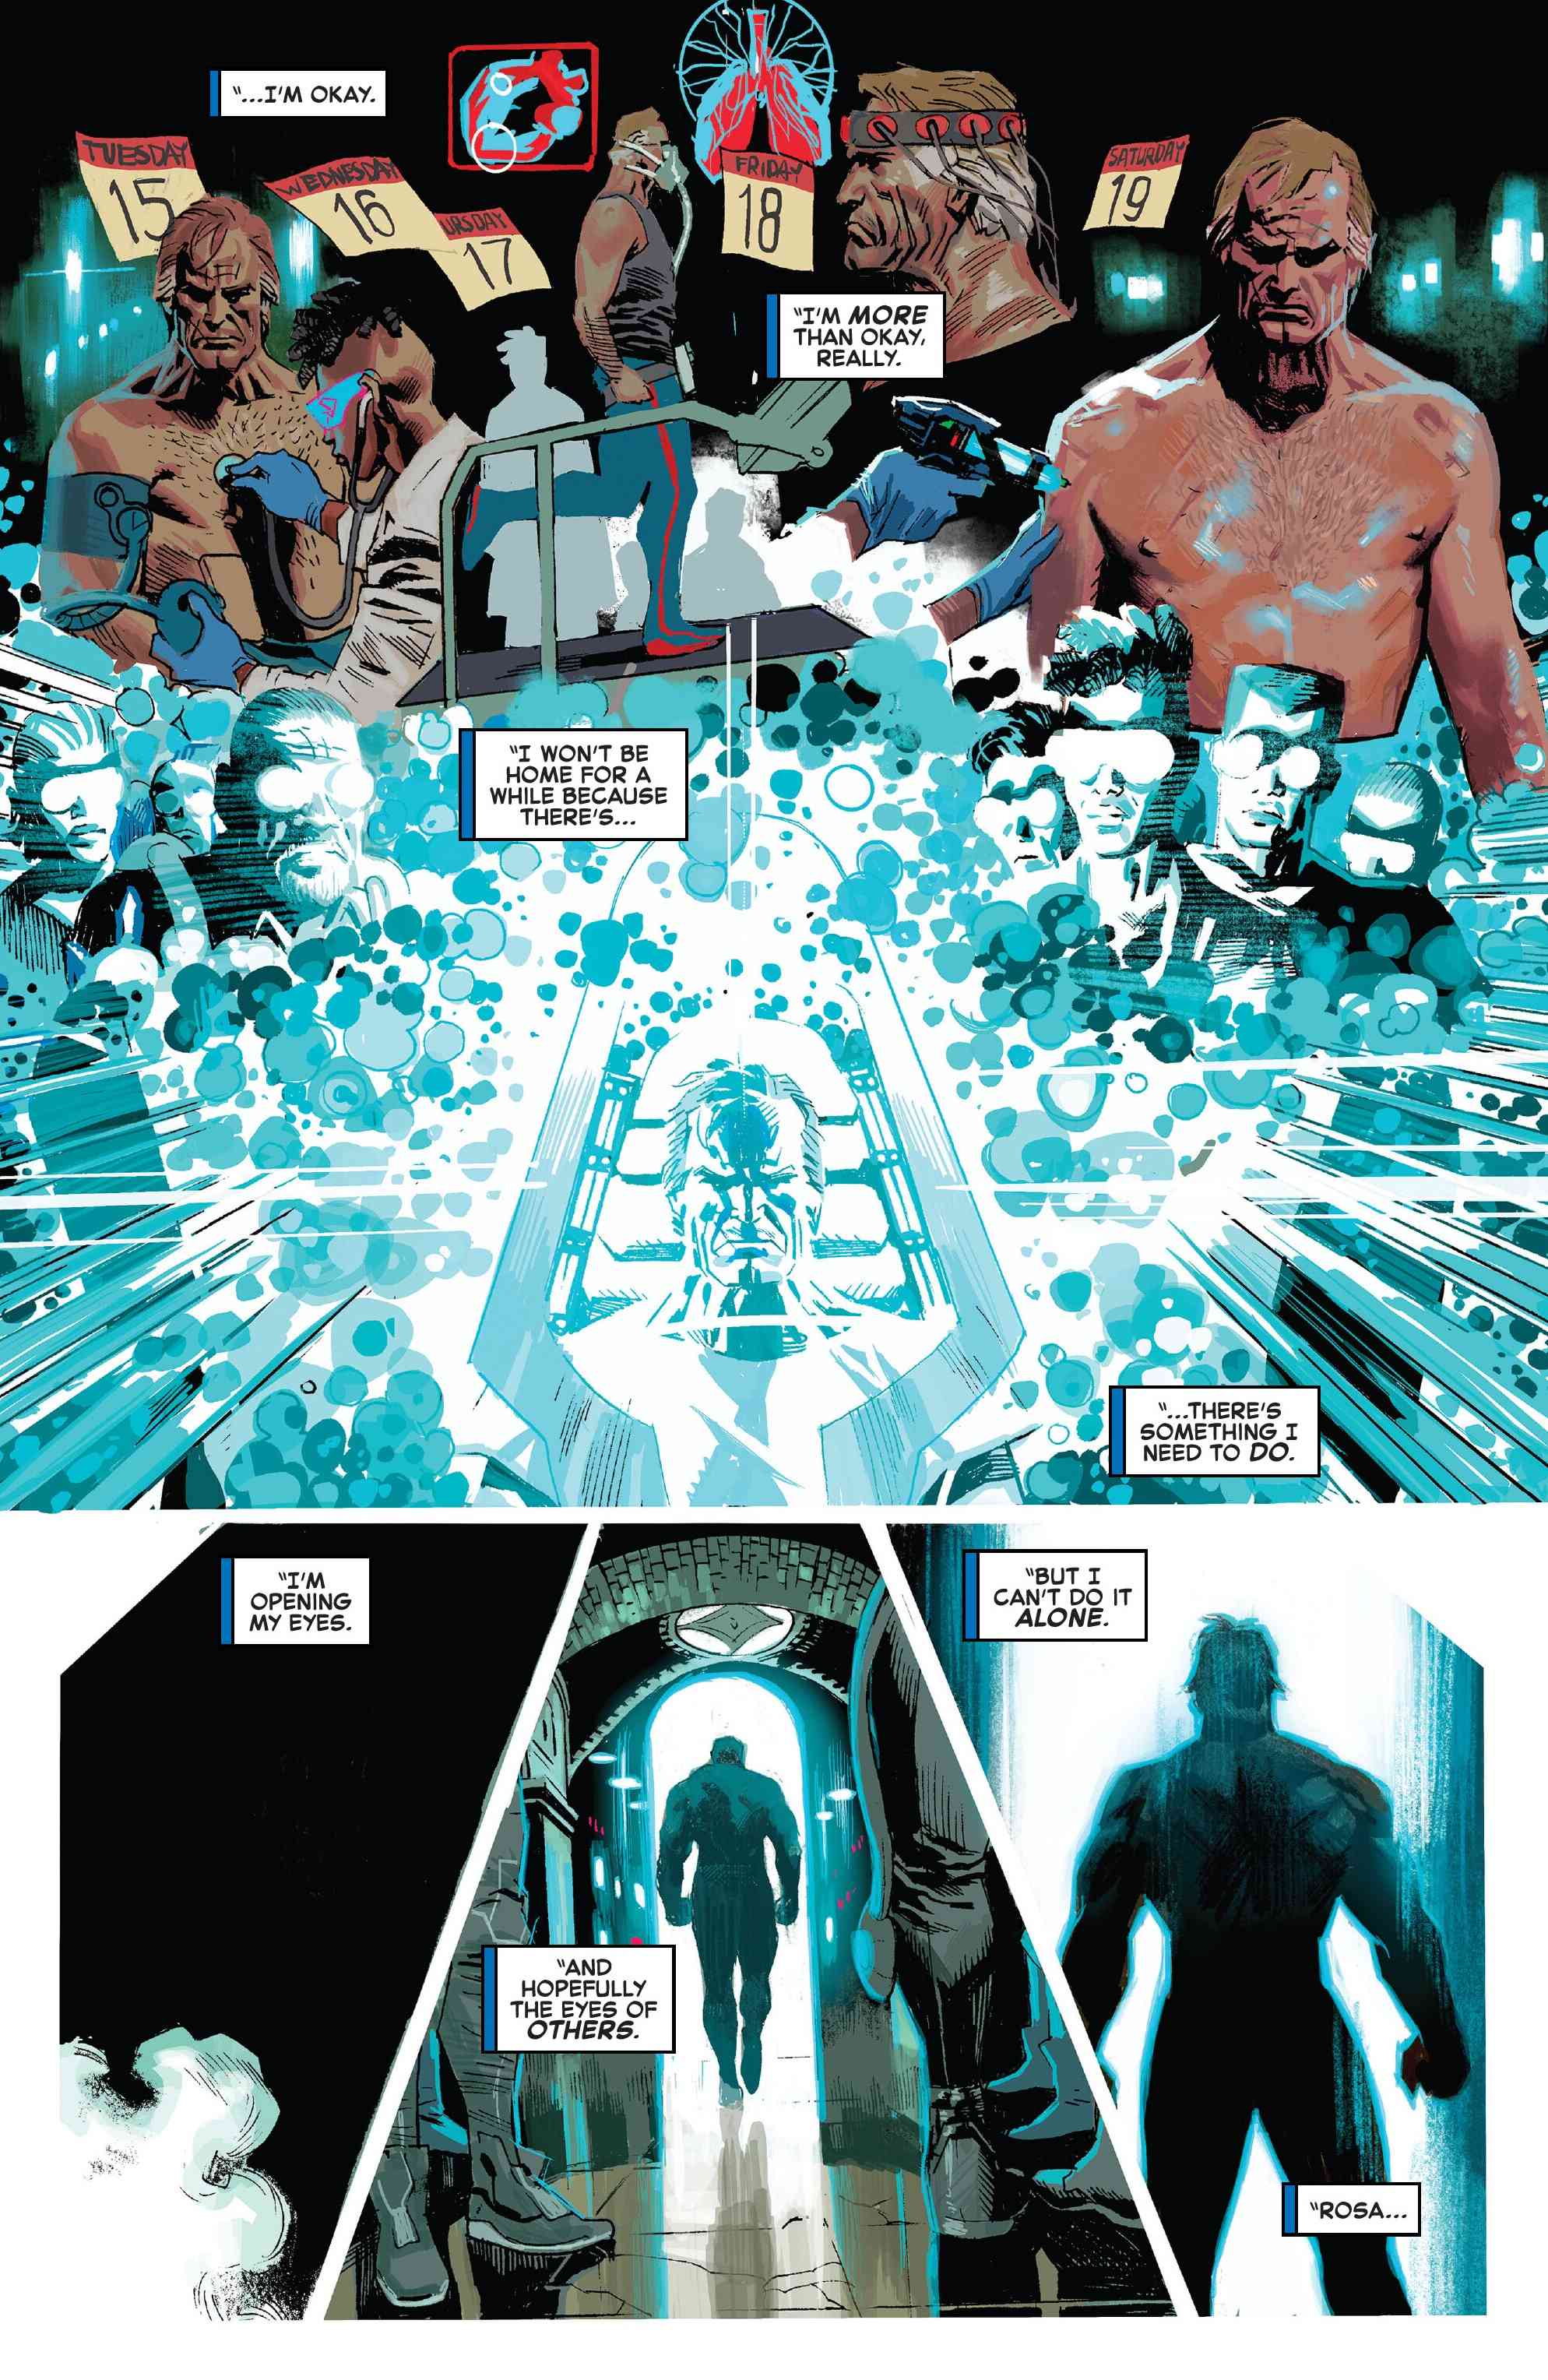 "...I'M OKAY.
TUESDAY
15
WEDNESDAY
16
URSDAY
17
FRIDAY
18
SATURDAY
19
"I'M MORE
THAN OKAY,
REALLY.
"I WON'T BE
HOME FOR A
WHILE BECAUSE
THERE'S...
"...THERE'S
SOMETHING I
NEED TO DO.
"I'M
OPENING
MY EYES.
"AND
HOPEFULLY
THE EYES OF
OTHERS.
"BUT I
CAN'T DO IT
ALONE.
"ROSA...